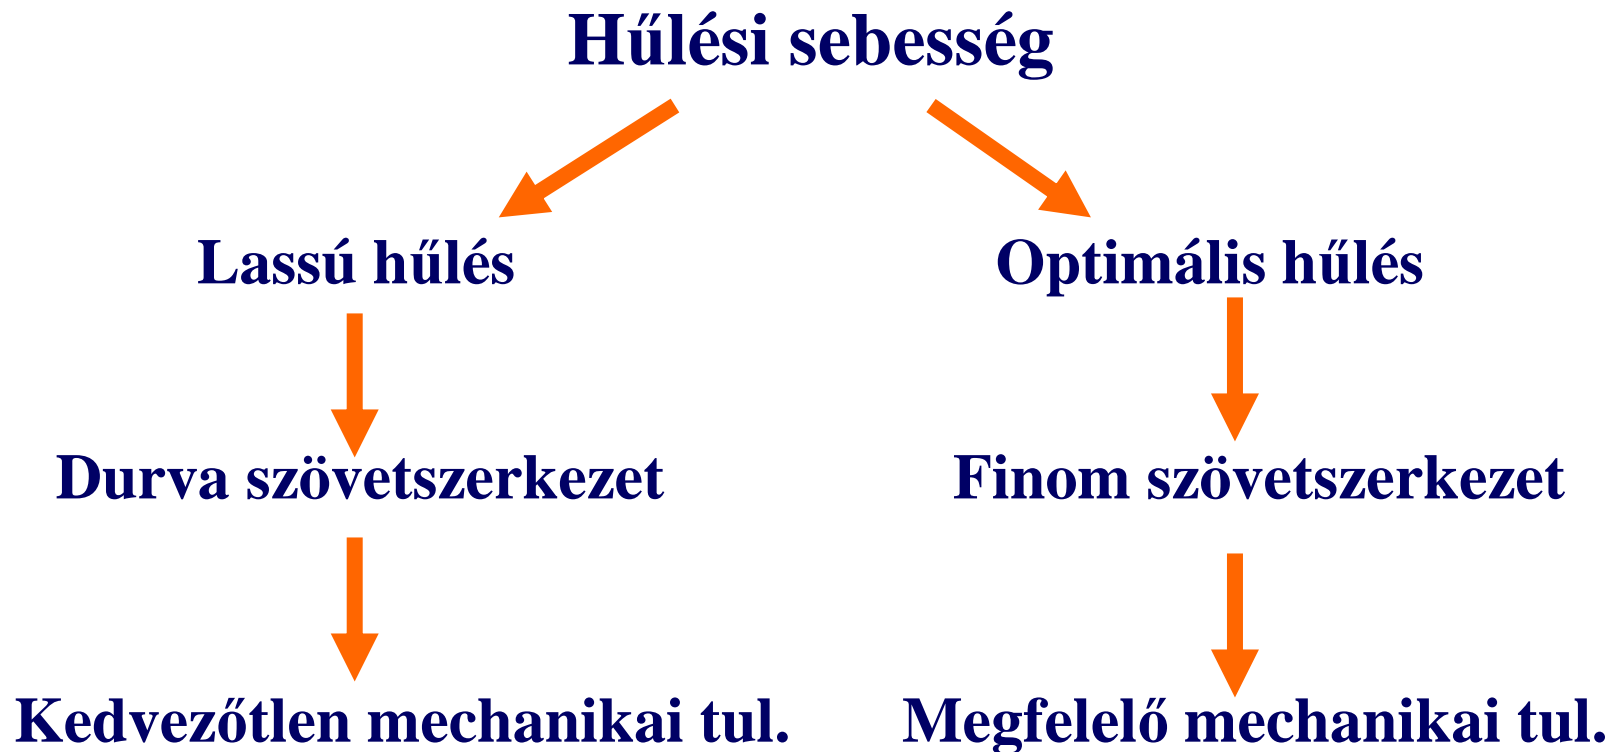 Hűlési sebesség
Lassú hűlés
Optimális hűlés
Durva szövetszerkezet
Finom szövetszerkezet
Kedvezőtlen mechanikai tul.
Megfelelő mechanikai tul.